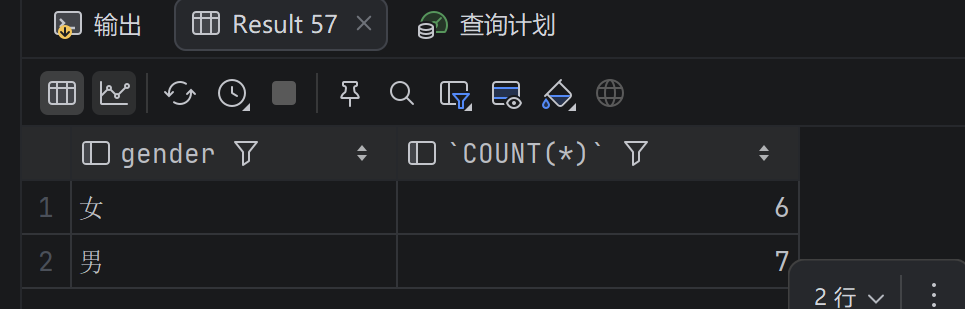 输出 Result 57 查询计划
gender `COUNT(*)`
1 女 6
2 男 7
2 行